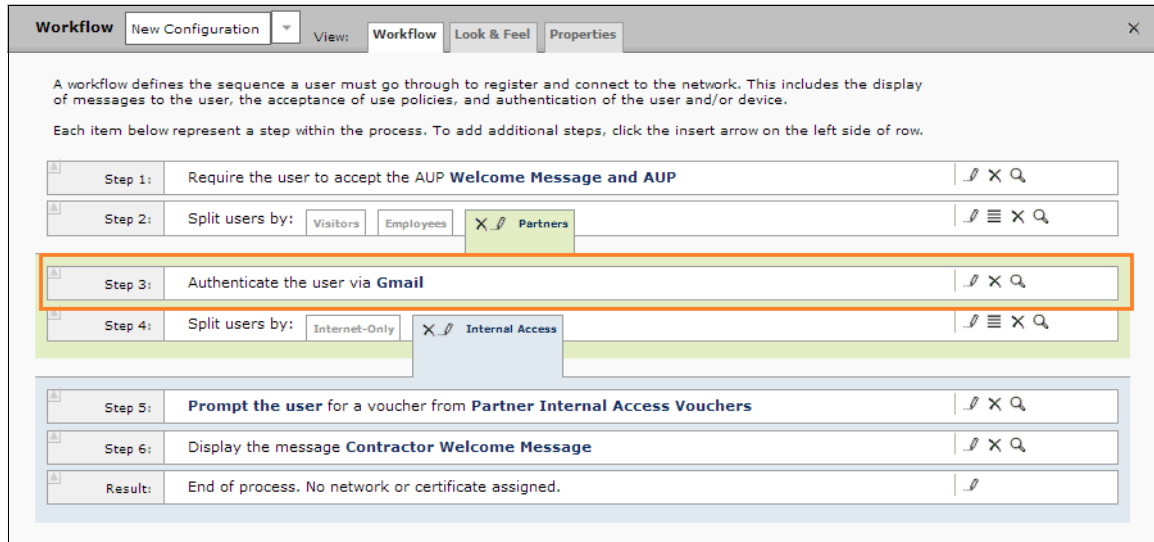 Workflow New Configuration View: Workflow Look & Feel Properties
A workflow defines the sequence a user must go through to register and connect to the network. This includes the display
of messages to the user, the acceptance of use policies, and authentication of the user and/or device.
Each item below represent a step within the process. To add additional steps, click the insert arrow on the left side of row.
Step 1: Require the user to accept the AUP Welcome Message and AUP
Step 2: Split users by: Visitors Employees Partners
Step 3: Authenticate the user via Gmail
Step 4: Split users by: Internet-Only Internal Access
Step 5: Prompt the user for a voucher from Partner Internal Access Vouchers
Step 6: Display the message Contractor Welcome Message
Result: End of process. No network or certificate assigned.